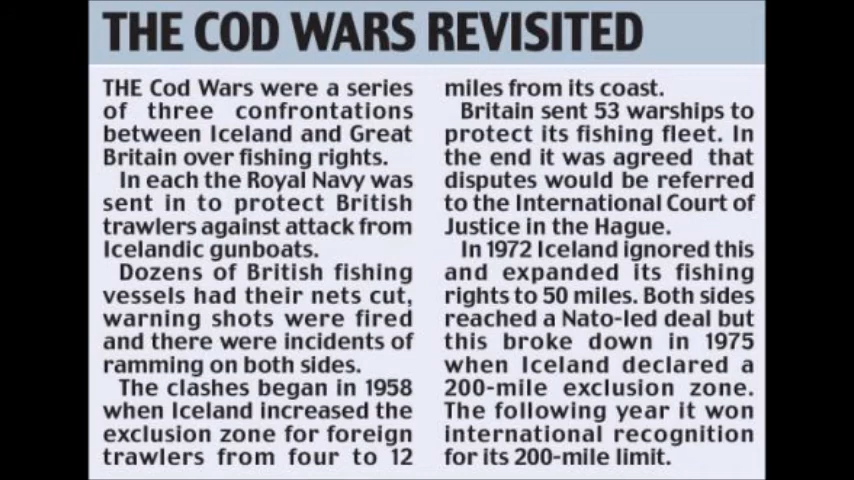 THE COD WARS REVISITED
THE Cod Wars were a series
of three confrontations
between Iceland and Great
Britain over fishing rights.
In each the Royal Navy was
sent in to protect British
trawlers against attack from
Icelandic gunboats.
Dozens of British fishing
vessels had their nets cut,
warning shots were fired
and there were incidents of
ramming on both sides.
The clashes began in 1958
when Iceland increased the
exclusion zone for foreign
trawlers from four to 12
miles from its coast.
Britain sent 53 warships to
protect its fishing fleet. In
the end it was agreed that
disputes would be referred
to the International Court of
Justice in the Hague.
In 1972 Iceland ignored this
and expanded its fishing
rights to 50 miles. Both sides
reached a Nato-led deal but
this broke down in 1975
when Iceland declared a
200-mile exclusion zone.
The following year it won
international recognition
for its 200-mile limit.